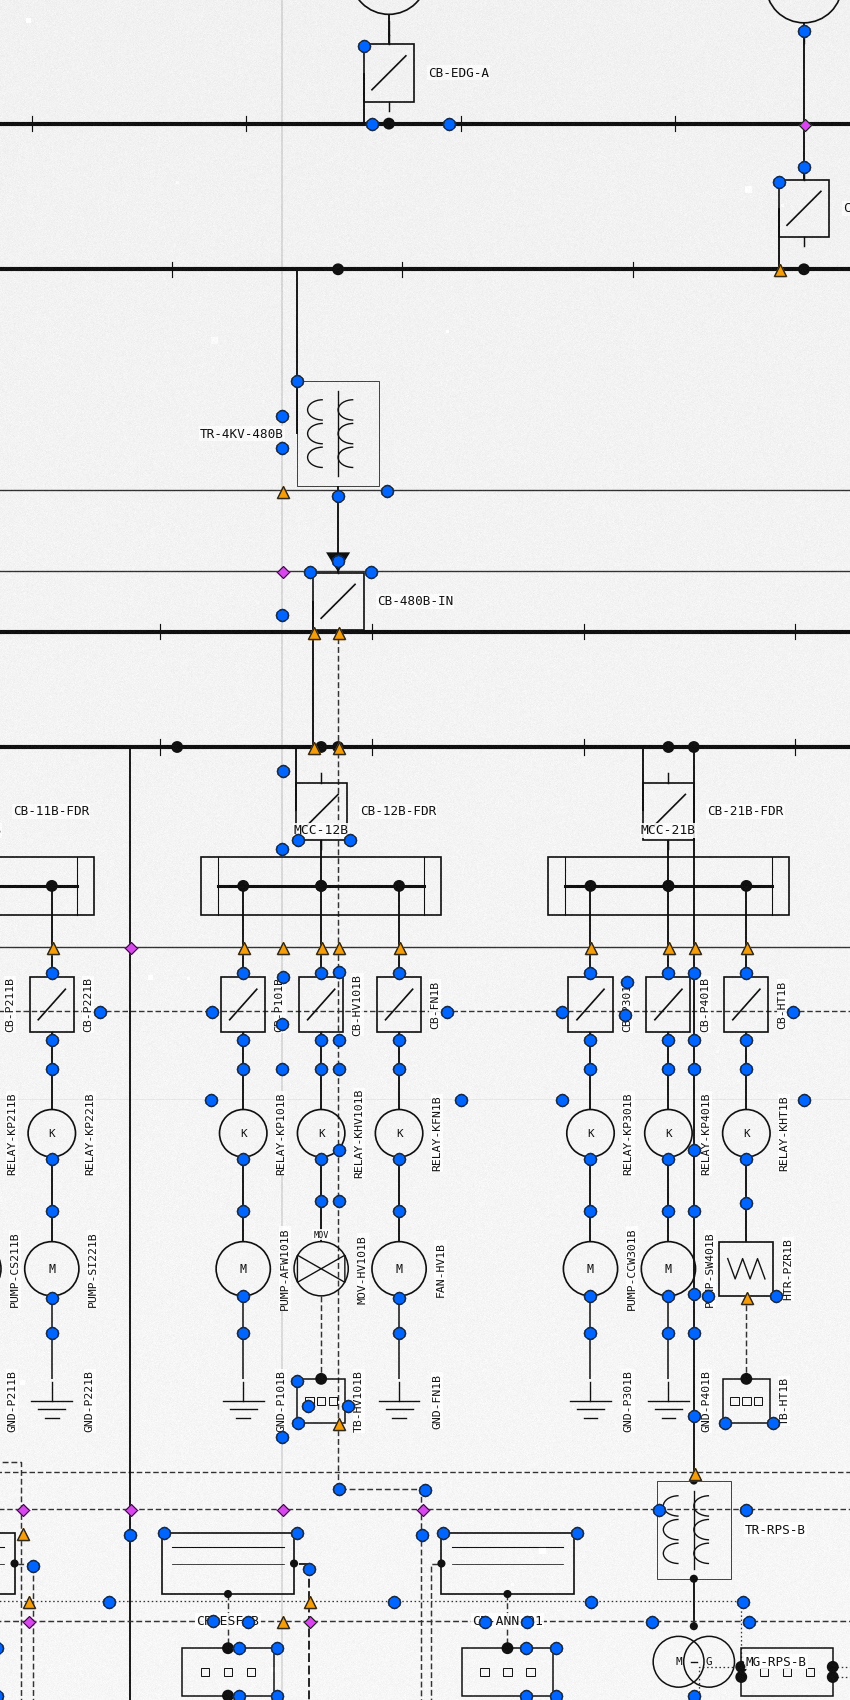 CB-EDG-A
C
TR-4KV-480B
CB-480B-IN
CB-11B-FDR
CB-12B-FDR
CB-21B-FDR
MCC-12B
MCC-21B
CB-P211B
CB-P221B
CB-P101B
CB-HV101B
CB-FN1B
CB-P301
CB-P401B
CB-HT1B
RELAY-KP211B
RELAY-KP221B
RELAY-KP101B
RELAY-KHV101B
RELAY-KFN1B
RELAY-KP301B
RELAY-KP401B
RELAY-KHT1B
K
K
K
K
K
K
K
MOV
PUMP-CS211B
PUMP-SI221B
PUMP-AFW101B
MOV-HV101B
FAN-HV1B
PUMP-CCW301B
PUMP-SW401B
HTR-PZR1B
M
M
M
M
M
GND-P211B
GND-P221B
GND-P101B
TB-HV101B
GND-FN1B
GND-P301B
GND-P401B
TB-HT1B
TR-RPS-B
M
G
MG-RPS-B